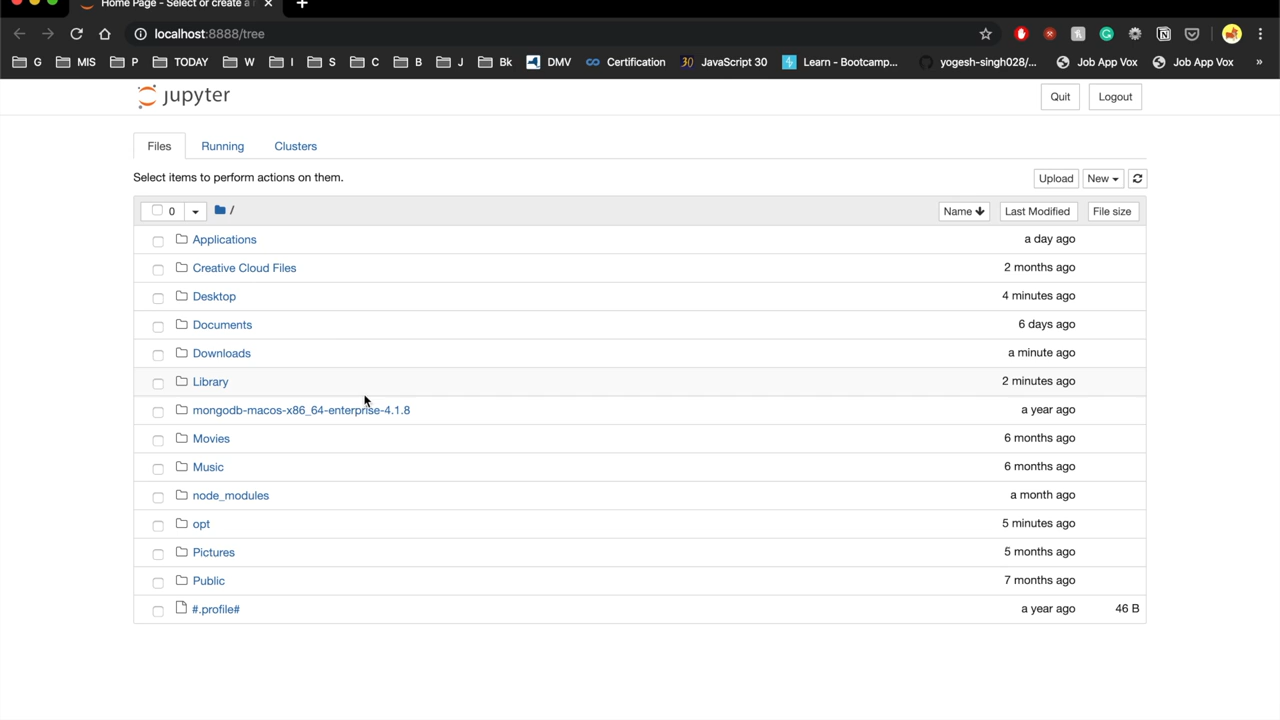 Home Page - Select or create a
localhost:8888/tree
G MIS P TODAY W I S C B J Bk DMV Certification 30 JavaScript 30 Learn - Bootcamp... yogesh-singh028/... Job App Vox Job App Vox »
jupyter Quit Logout
Files Running Clusters
Select items to perform actions on them. Upload New
0 / Name Last Modified File size
Applications a day ago
Creative Cloud Files 2 months ago
Desktop 4 minutes ago
Documents 6 days ago
Downloads a minute ago
Library 2 minutes ago
mongodb-macos-x86_64-enterprise-4.1.8 a year ago
Movies 6 months ago
Music 6 months ago
node_modules a month ago
opt 5 minutes ago
Pictures 5 months ago
Public 7 months ago
#.profile# a year ago 46 B